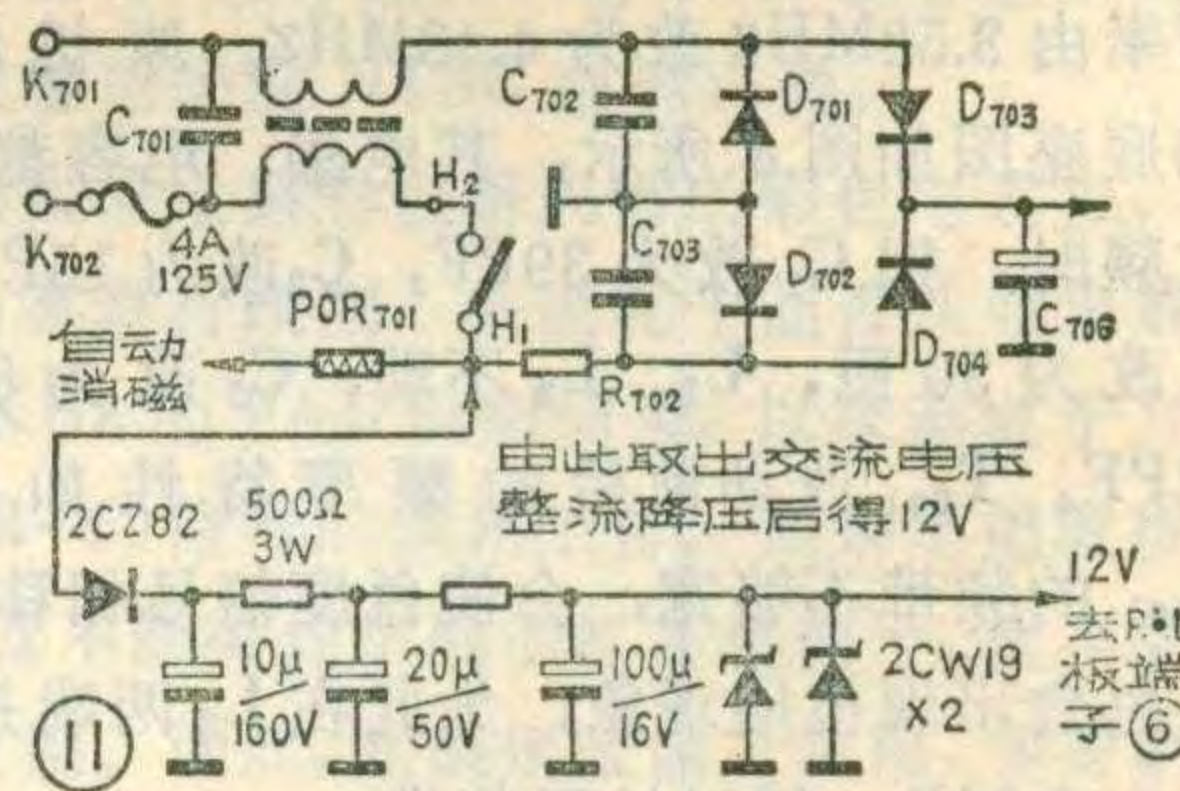 K701
C701
K702
4A
125V
H2
H1
POR701
自动
消磁
R702
C702
C703
D701
D702
D703
D704
C706
由此取出交流电压
整流降压后得12V
2CZ82
500Ω
3W
10μ
160V
20μ
50V
100μ
16V
2CW19
×2
12V
去
板端
子⑥
⑪